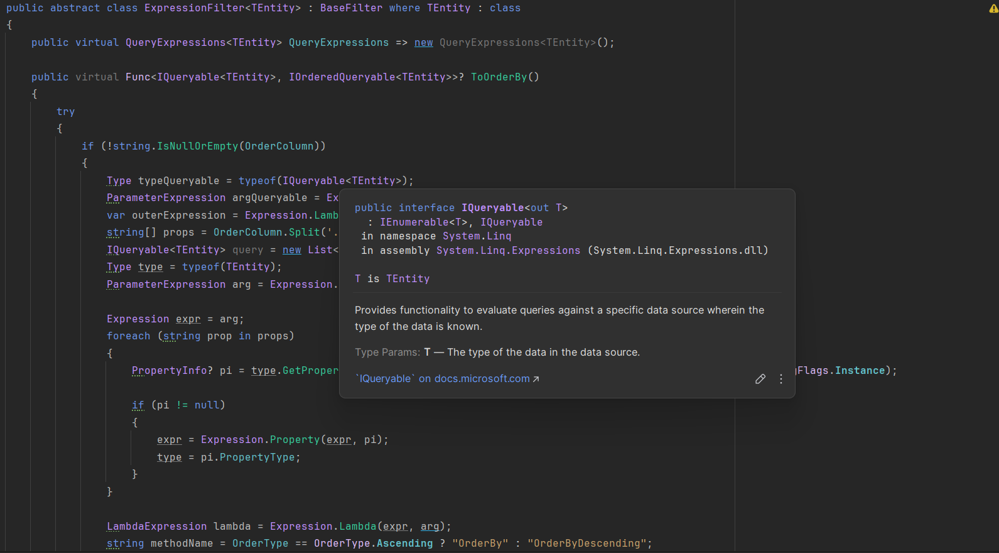 public abstract class ExpressionFilter<TEntity> : BaseFilter where TEntity : class
{
public virtual QueryExpressions<TEntity> QueryExpressions => new QueryExpressions<TEntity>();
public virtual Func<IQueryable<TEntity>, IOrderedQueryable<TEntity>>? ToOrderBy()
{
try
{
if (!string.IsNullOrEmpty(OrderColumn))
{
Type typeQueryable = typeof(IQueryable<TEntity>);
ParameterExpression argQueryable = Ex
var outerExpression = Expression.Lamb
string[] props = OrderColumn.Split('.
IQueryable<TEntity> query = new List<
Type type = typeof(TEntity);
ParameterExpression arg = Expression.
Expression expr = arg;
foreach (string prop in props)
{
PropertyInfo? pi = type.GetProper
gFlags.Instance);
if (pi != null)
{
expr = Expression.Property(expr, pi);
type = pi.PropertyType;
}
}
LambdaExpression lambda = Expression.Lambda(expr, arg);
string methodName = OrderType == OrderType.Ascending ? "OrderBy" : "OrderByDescending";
public interface IQueryable<out T>
: IEnumerable<T>, IQueryable
in namespace System.Linq
in assembly System.Linq.Expressions (System.Linq.Expressions.dll)
T is TEntity
Provides functionality to evaluate queries against a specific data source wherein the
type of the data is known.
Type Params: T — The type of the data in the data source.
`IQueryable` on docs.microsoft.com↗